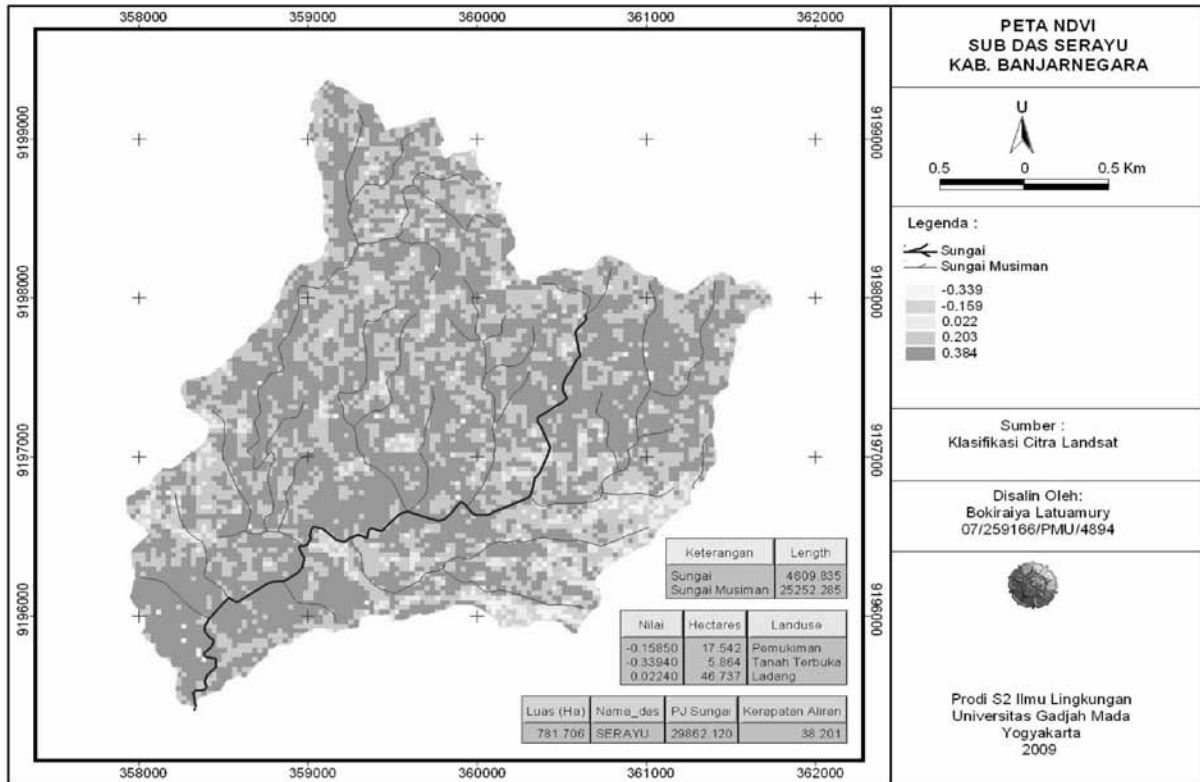 358000 359000 360000 361000 362000
9199000 9199000
9198000 9198000
9197000 9197000
9196000 9196000
358000 359000 360000 361000 362000
Keterangan Length
Sungai 4609.835
Sungai Musiman 25252.285
Nilai Hectares Landuse
-0.15850 17.542 Pemukiman
-0.33940 5.864 Tanah Terbuka
0.02240 46.737 Ladang
Luas (Ha) Nama_das PJ Sungai Kerapatan Aliran
781.706 SERAYU 29862.120 38.201
PETA NDVI
SUB DAS SERAYU
KAB. BANJARNEGARA
U
0.5 0 0.5 Km
Legenda :
Sungai
Sungai Musiman
-0.339
-0.159
0.022
0.203
0.384
Sumber :
Klasifikasi Citra Landsat
Disalin Oleh:
Bokiraiya Latuamury
07/259166/PMU/4894
Prodi S2 Ilmu Lingkungan
Universitas Gadjah Mada
Yogyakarta
2009